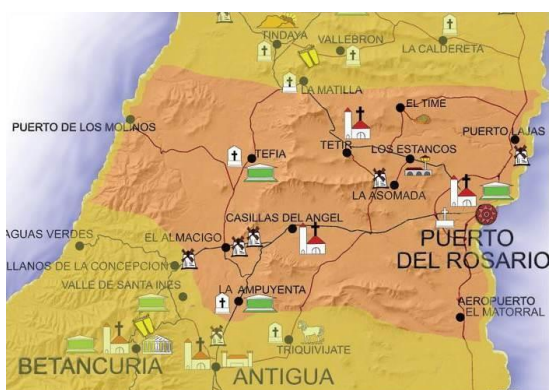 TINDAYA
VALLEBRON
LA CALDERETA
LA MATILLA
EL TIME
PUERTO DE LOS MOLINOS
PUERTO LAJAS
TETIR
LOS ESTANCOS
TEFIA
LA ASOMADA
CASILLAS DEL ANGEL
AGUAS VERDES
EL ALMACIGO
PUERTO
DEL ROSARIO
LLANOS DE LA CONCEPCION
VALLE DE SANTA INES
LA AMPUYENTA
AEROPUERTO
EL MATORRAL
TRIQUIVIJATE
BETANCURIA
ANTIGUA